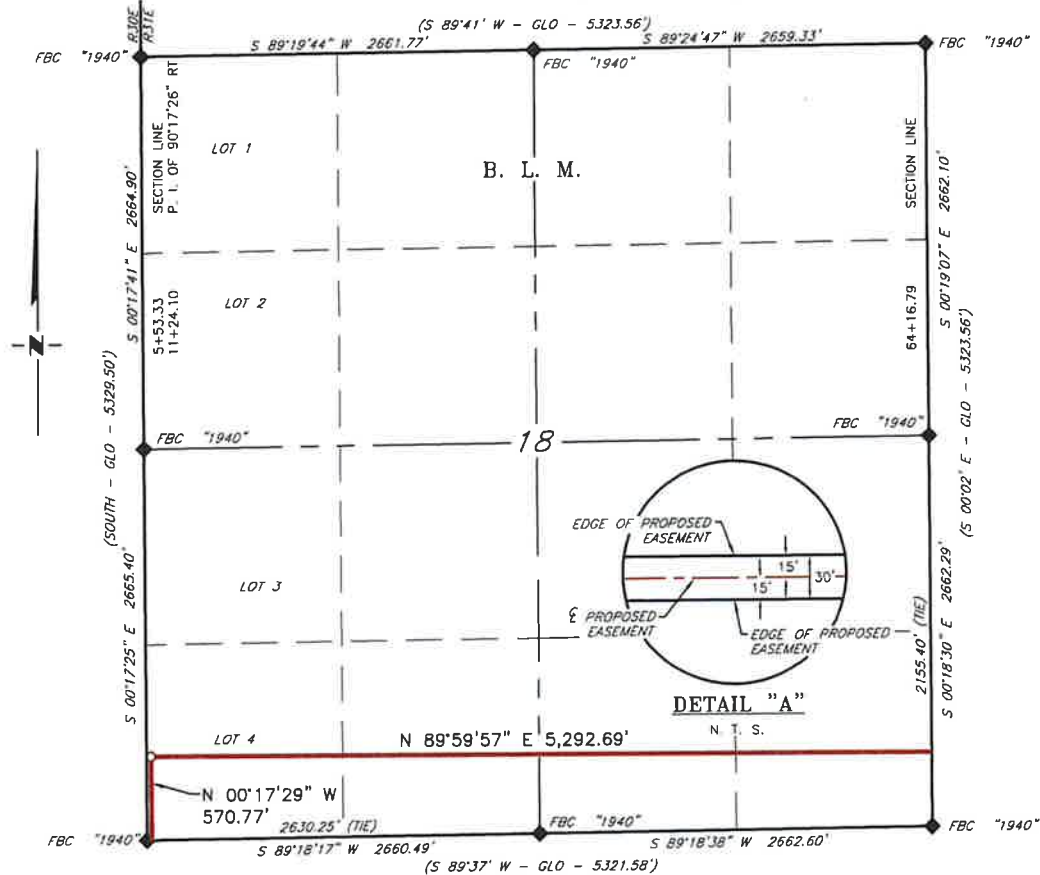 R30E
R31E
(S 89°41' W - GLO - 5323.56')
S 89°19'44" W 2661.77'
S 89°24'47" W 2659.33'
FBC "1940"
FBC "1940"
FBC "1940"
SECTION LINE
P. I. OF 90°17'26" RT
LOT 1
B. L. M.
SECTION LINE
S 00°17'41" E 2664.90'
S 00°19'07" E 2662.10'
LOT 2
5+53.33
11+24.10
64+16.79
N
(SOUTH - GLO - 5329.50')
(S 00°02' E - GLO - 5323.56')
FBC "1940"
18
FBC "1940"
EDGE OF PROPOSED
EASEMENT
15'
15'
30'
LOT 3
℄ PROPOSED
EASEMENT
EDGE OF PROPOSED
EASEMENT
S 00°17'25" E 2665.40'
2155.40' (TIE)
S 00°18'30" E 2662.29'
DETAIL "A"
N. T. S.
LOT 4
N 89°59'57" E 5,292.69'
N 00°17'29" W
570.77'
2630.25' (TIE)
FBC "1940"
FBC "1940"
FBC "1940"
S 89°18'17" W 2660.49'
S 89°18'38" W 2662.60'
(S 89°37' W - GLO - 5321.58')